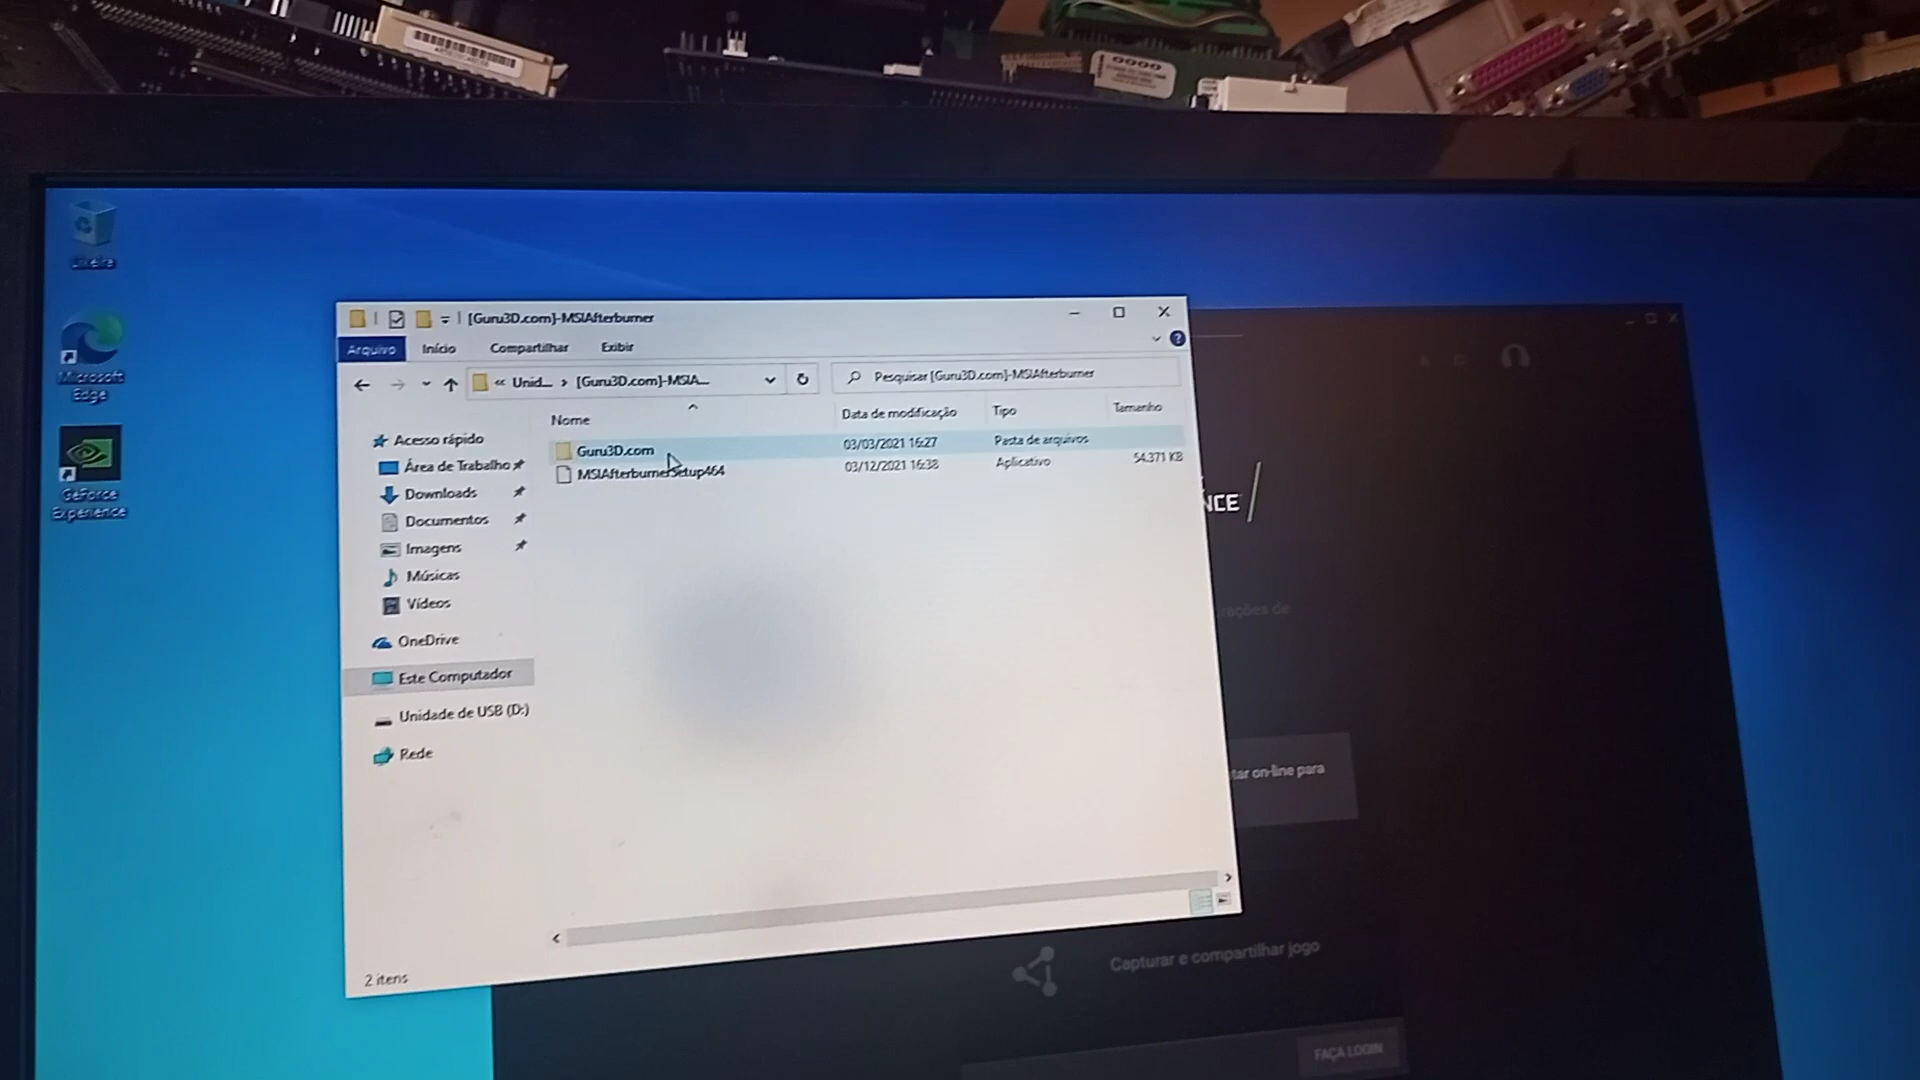 Lixeira
Microsoft
Edge
GeForce
Experience
[Guru3D.com]-MSIAfterburner
Arquivo Início Compartilhar Exibir
« Unid... › [Guru3D.com]-MSIA...
Pesquisar [Guru3D.com]-MSIAfterburner
Nome Data de modificação Tipo Tamanho
Guru3D.com 03/03/2021 16:27 Pasta de arquivos
MSIAfterburnerSetup464 03/12/2021 16:38 Aplicativo 54.371 KB
Acesso rápido
Área de Trabalho
Downloads
Documentos
Imagens
Músicas
Vídeos
OneDrive
Este Computador
Unidade de USB (D:)
Rede
2 itens
NCE
rações de
tar on-line para
Capturar e compartilhar jogo
FAÇA LOGIN